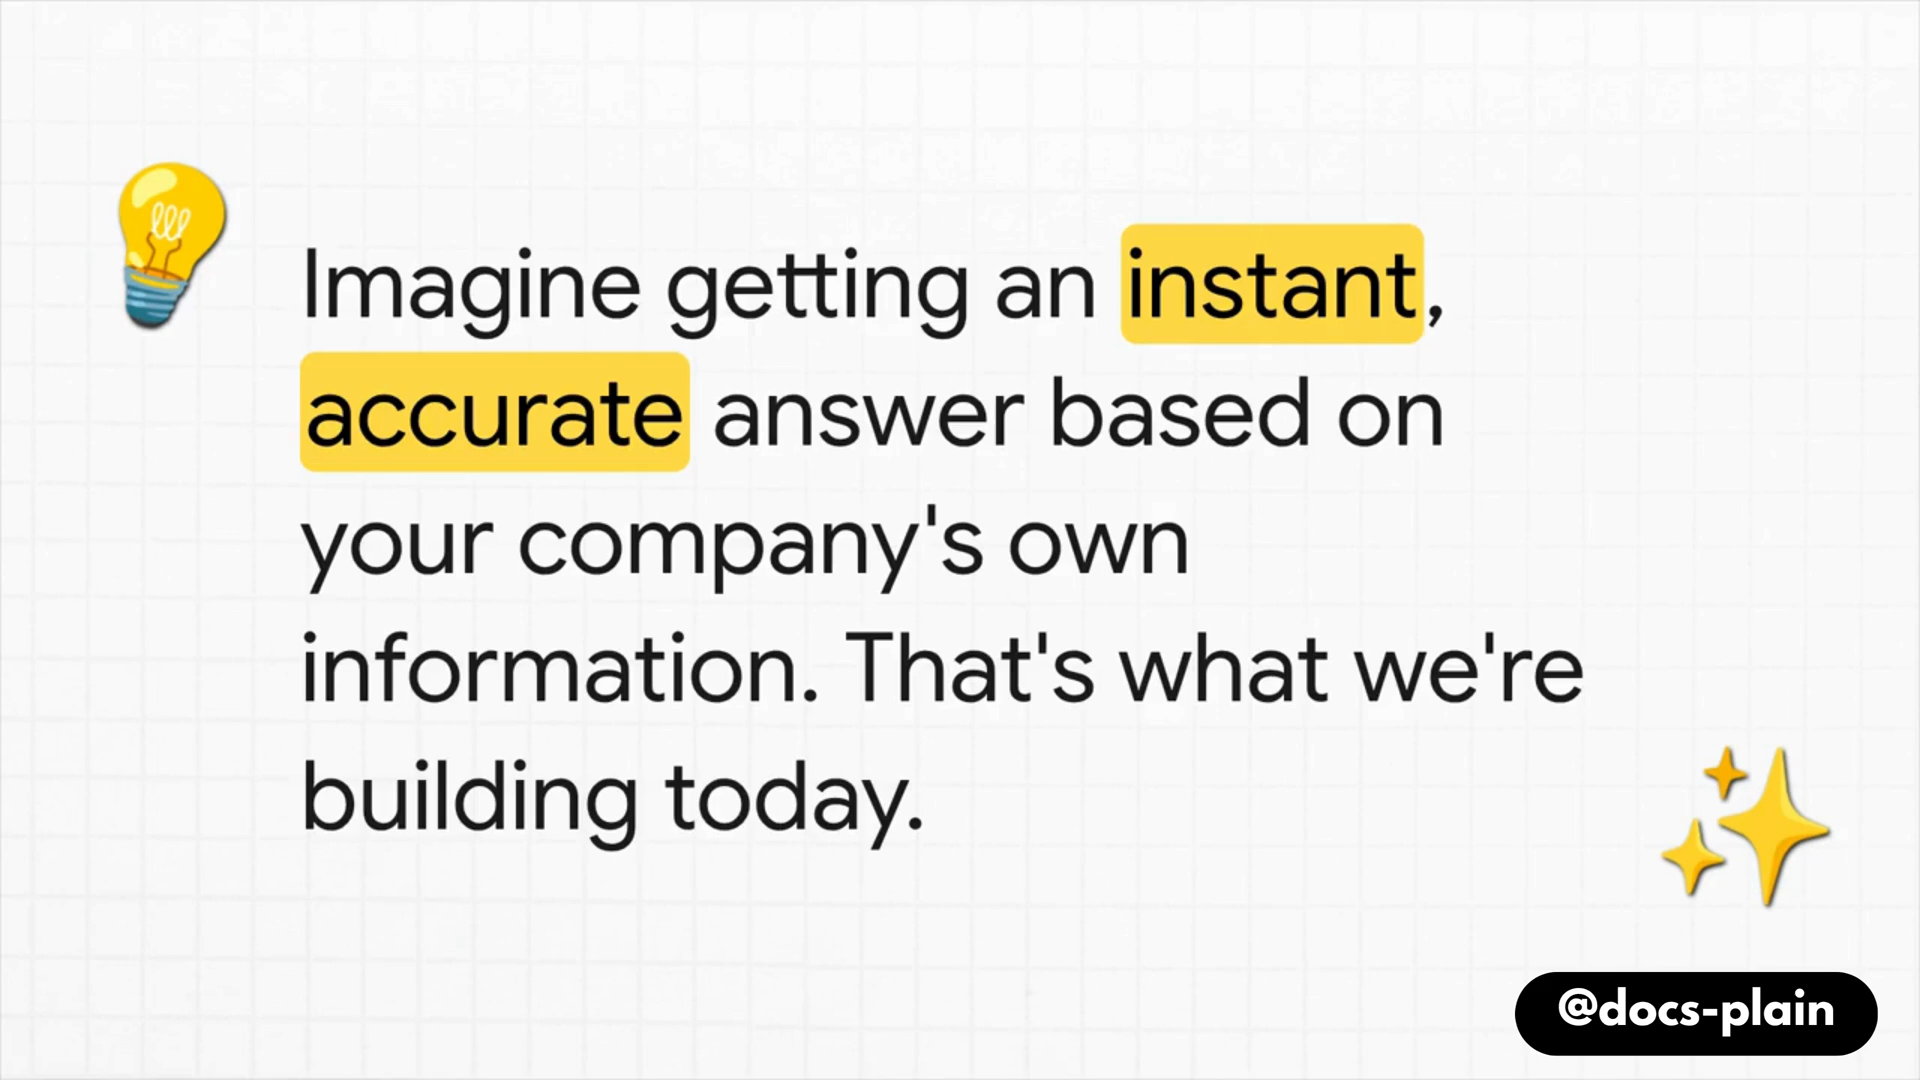 Imagine getting an instant,
accurate answer based on
your company's own
information. That's what we're
building today.
@docs-plain